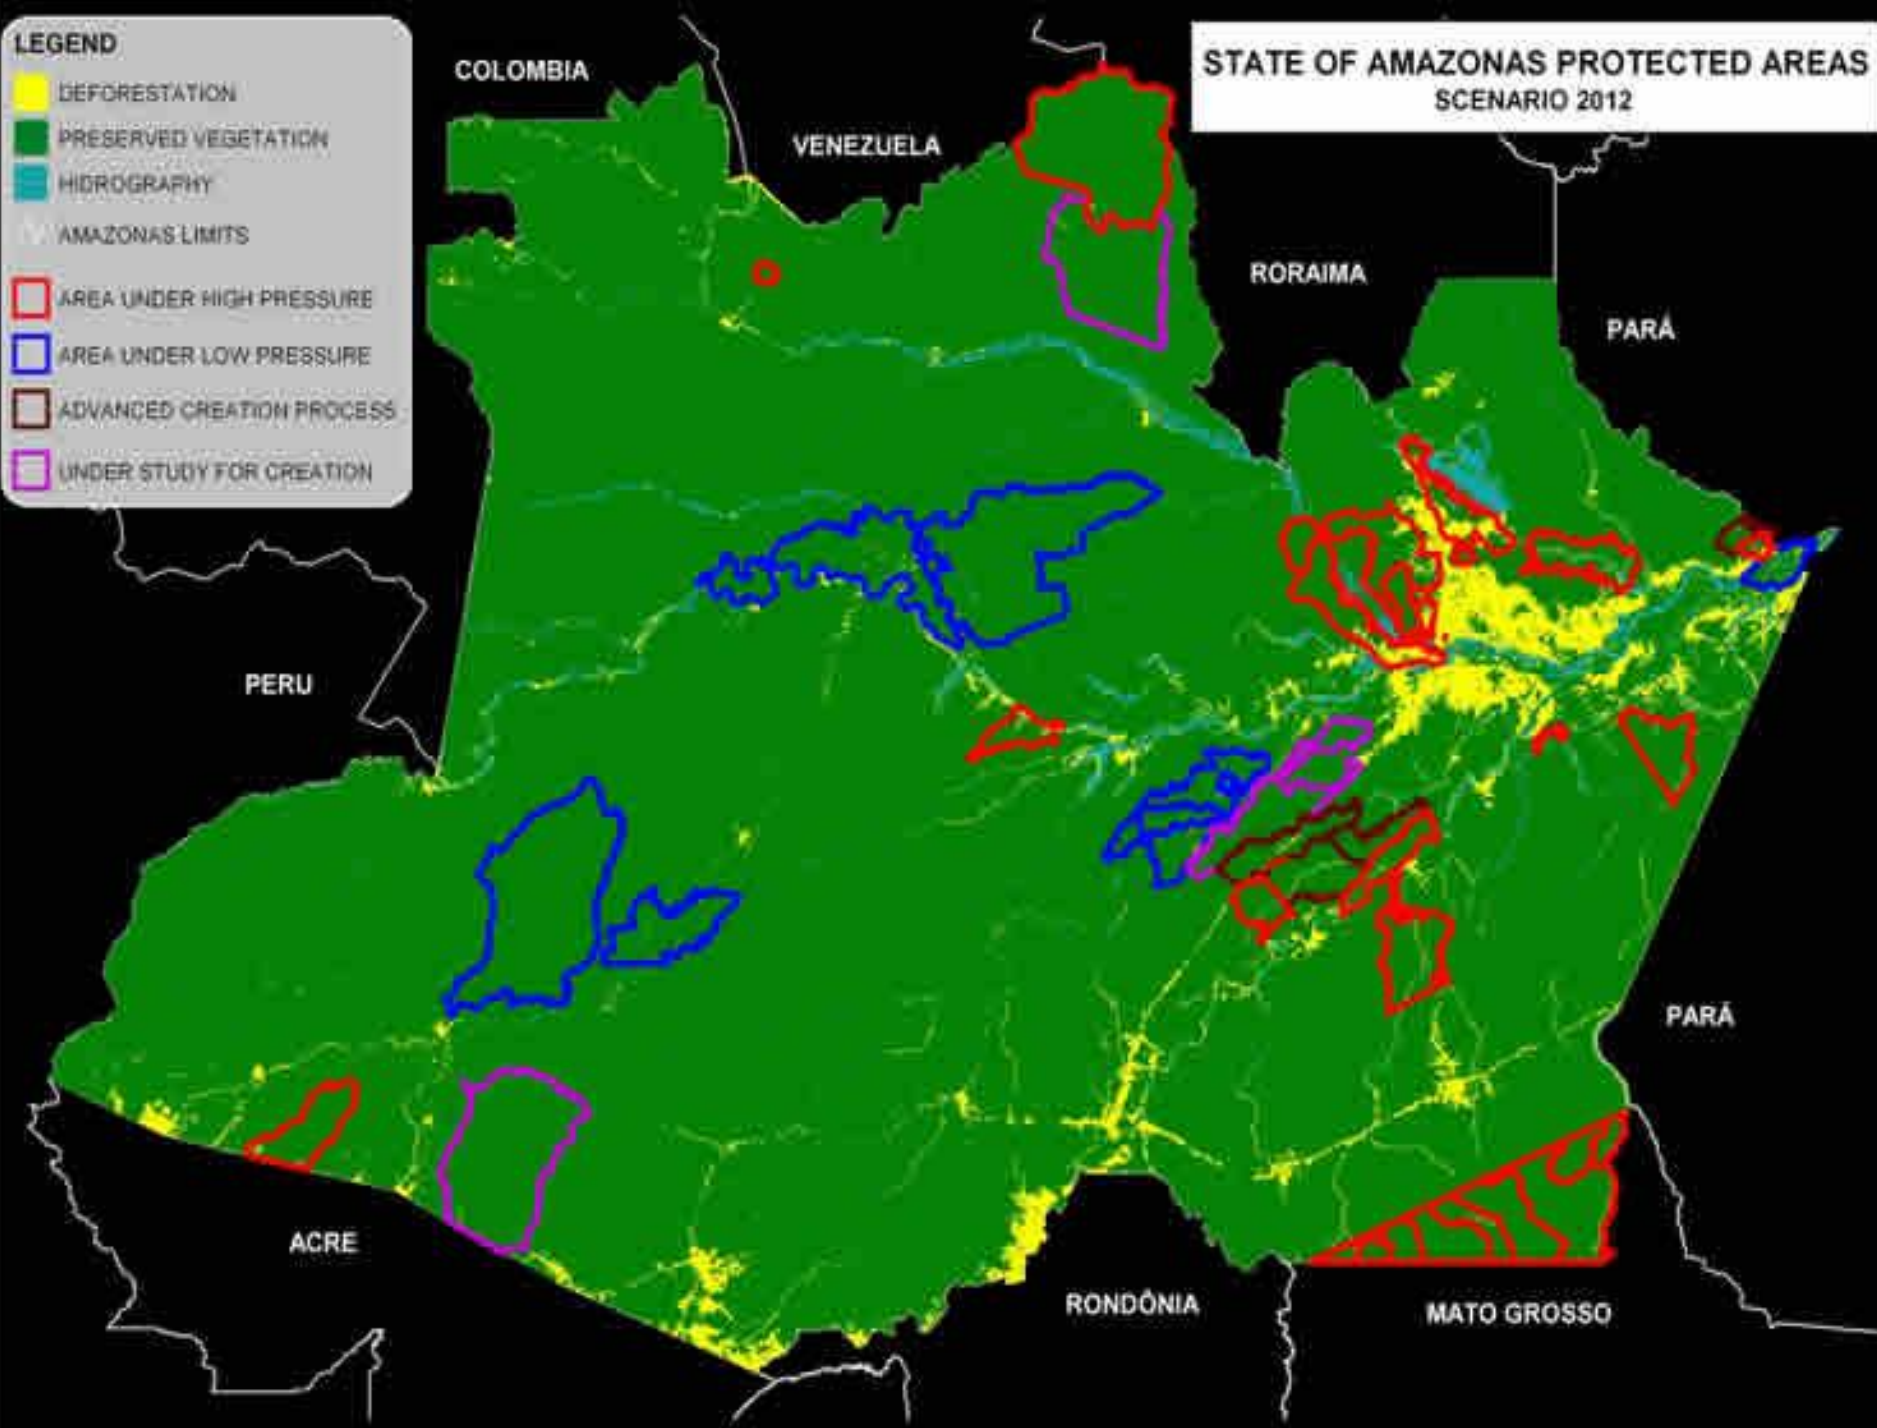 LEGEND
DEFORESTATION
PRESERVED VEGETATION
HIDROGRAPHY
AMAZONAS LIMITS
AREA UNDER HIGH PRESSURE
AREA UNDER LOW PRESSURE
ADVANCED CREATION PROCESS
UNDER STUDY FOR CREATION
STATE OF AMAZONAS PROTECTED AREAS
SCENARIO 2012
COLOMBIA
VENEZUELA
RORAIMA
PARÁ
PERU
PARÁ
ACRE
RONDÔNIA
MATO GROSSO